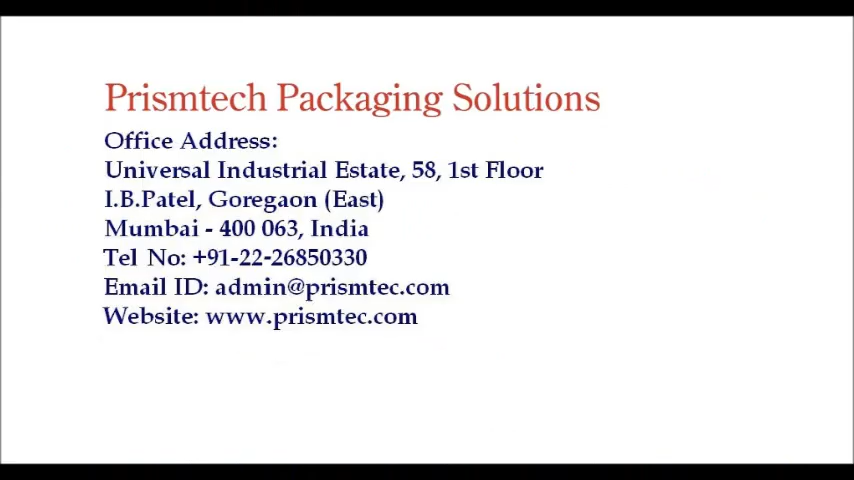 Prismtech Packaging Solutions
Office Address:
Universal Industrial Estate, 58, 1st Floor
I.B.Patel, Goregaon (East)
Mumbai - 400 063, India
Tel No: +91-22-26850330
Email ID: admin@prismtec.com
Website: www.prismtec.com